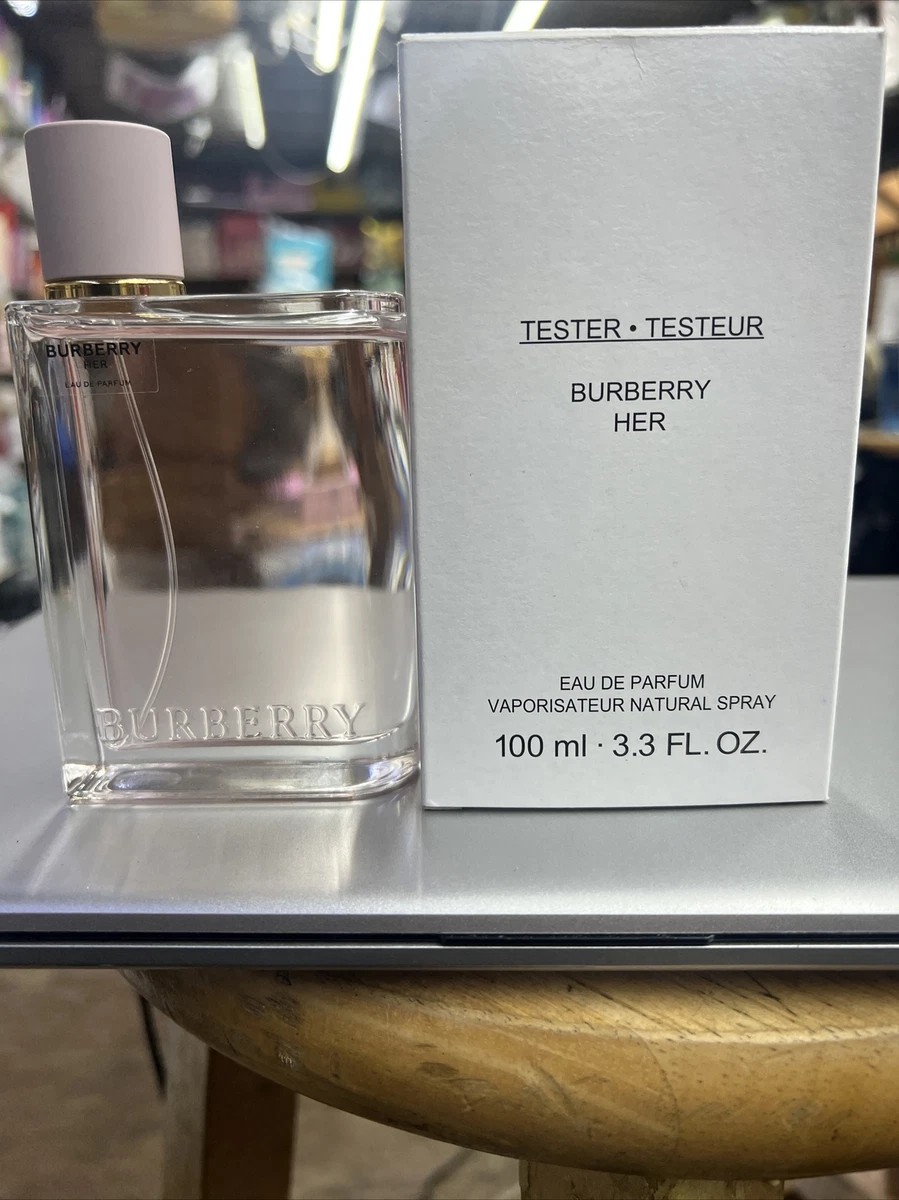 BURBERRY
HER
EAU DE PARFUM
BURBERRY
TESTER • TESTEUR
BURBERRY
HER
EAU DE PARFUM
VAPORISATEUR NATURAL SPRAY
100 ml · 3.3 FL. OZ.